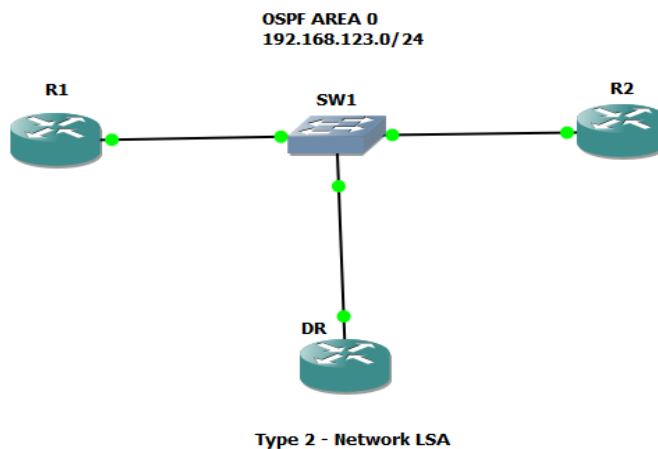 OSPF AREA 0
192.168.123.0/24
R1
SW1
R2
DR
Type 2 - Network LSA